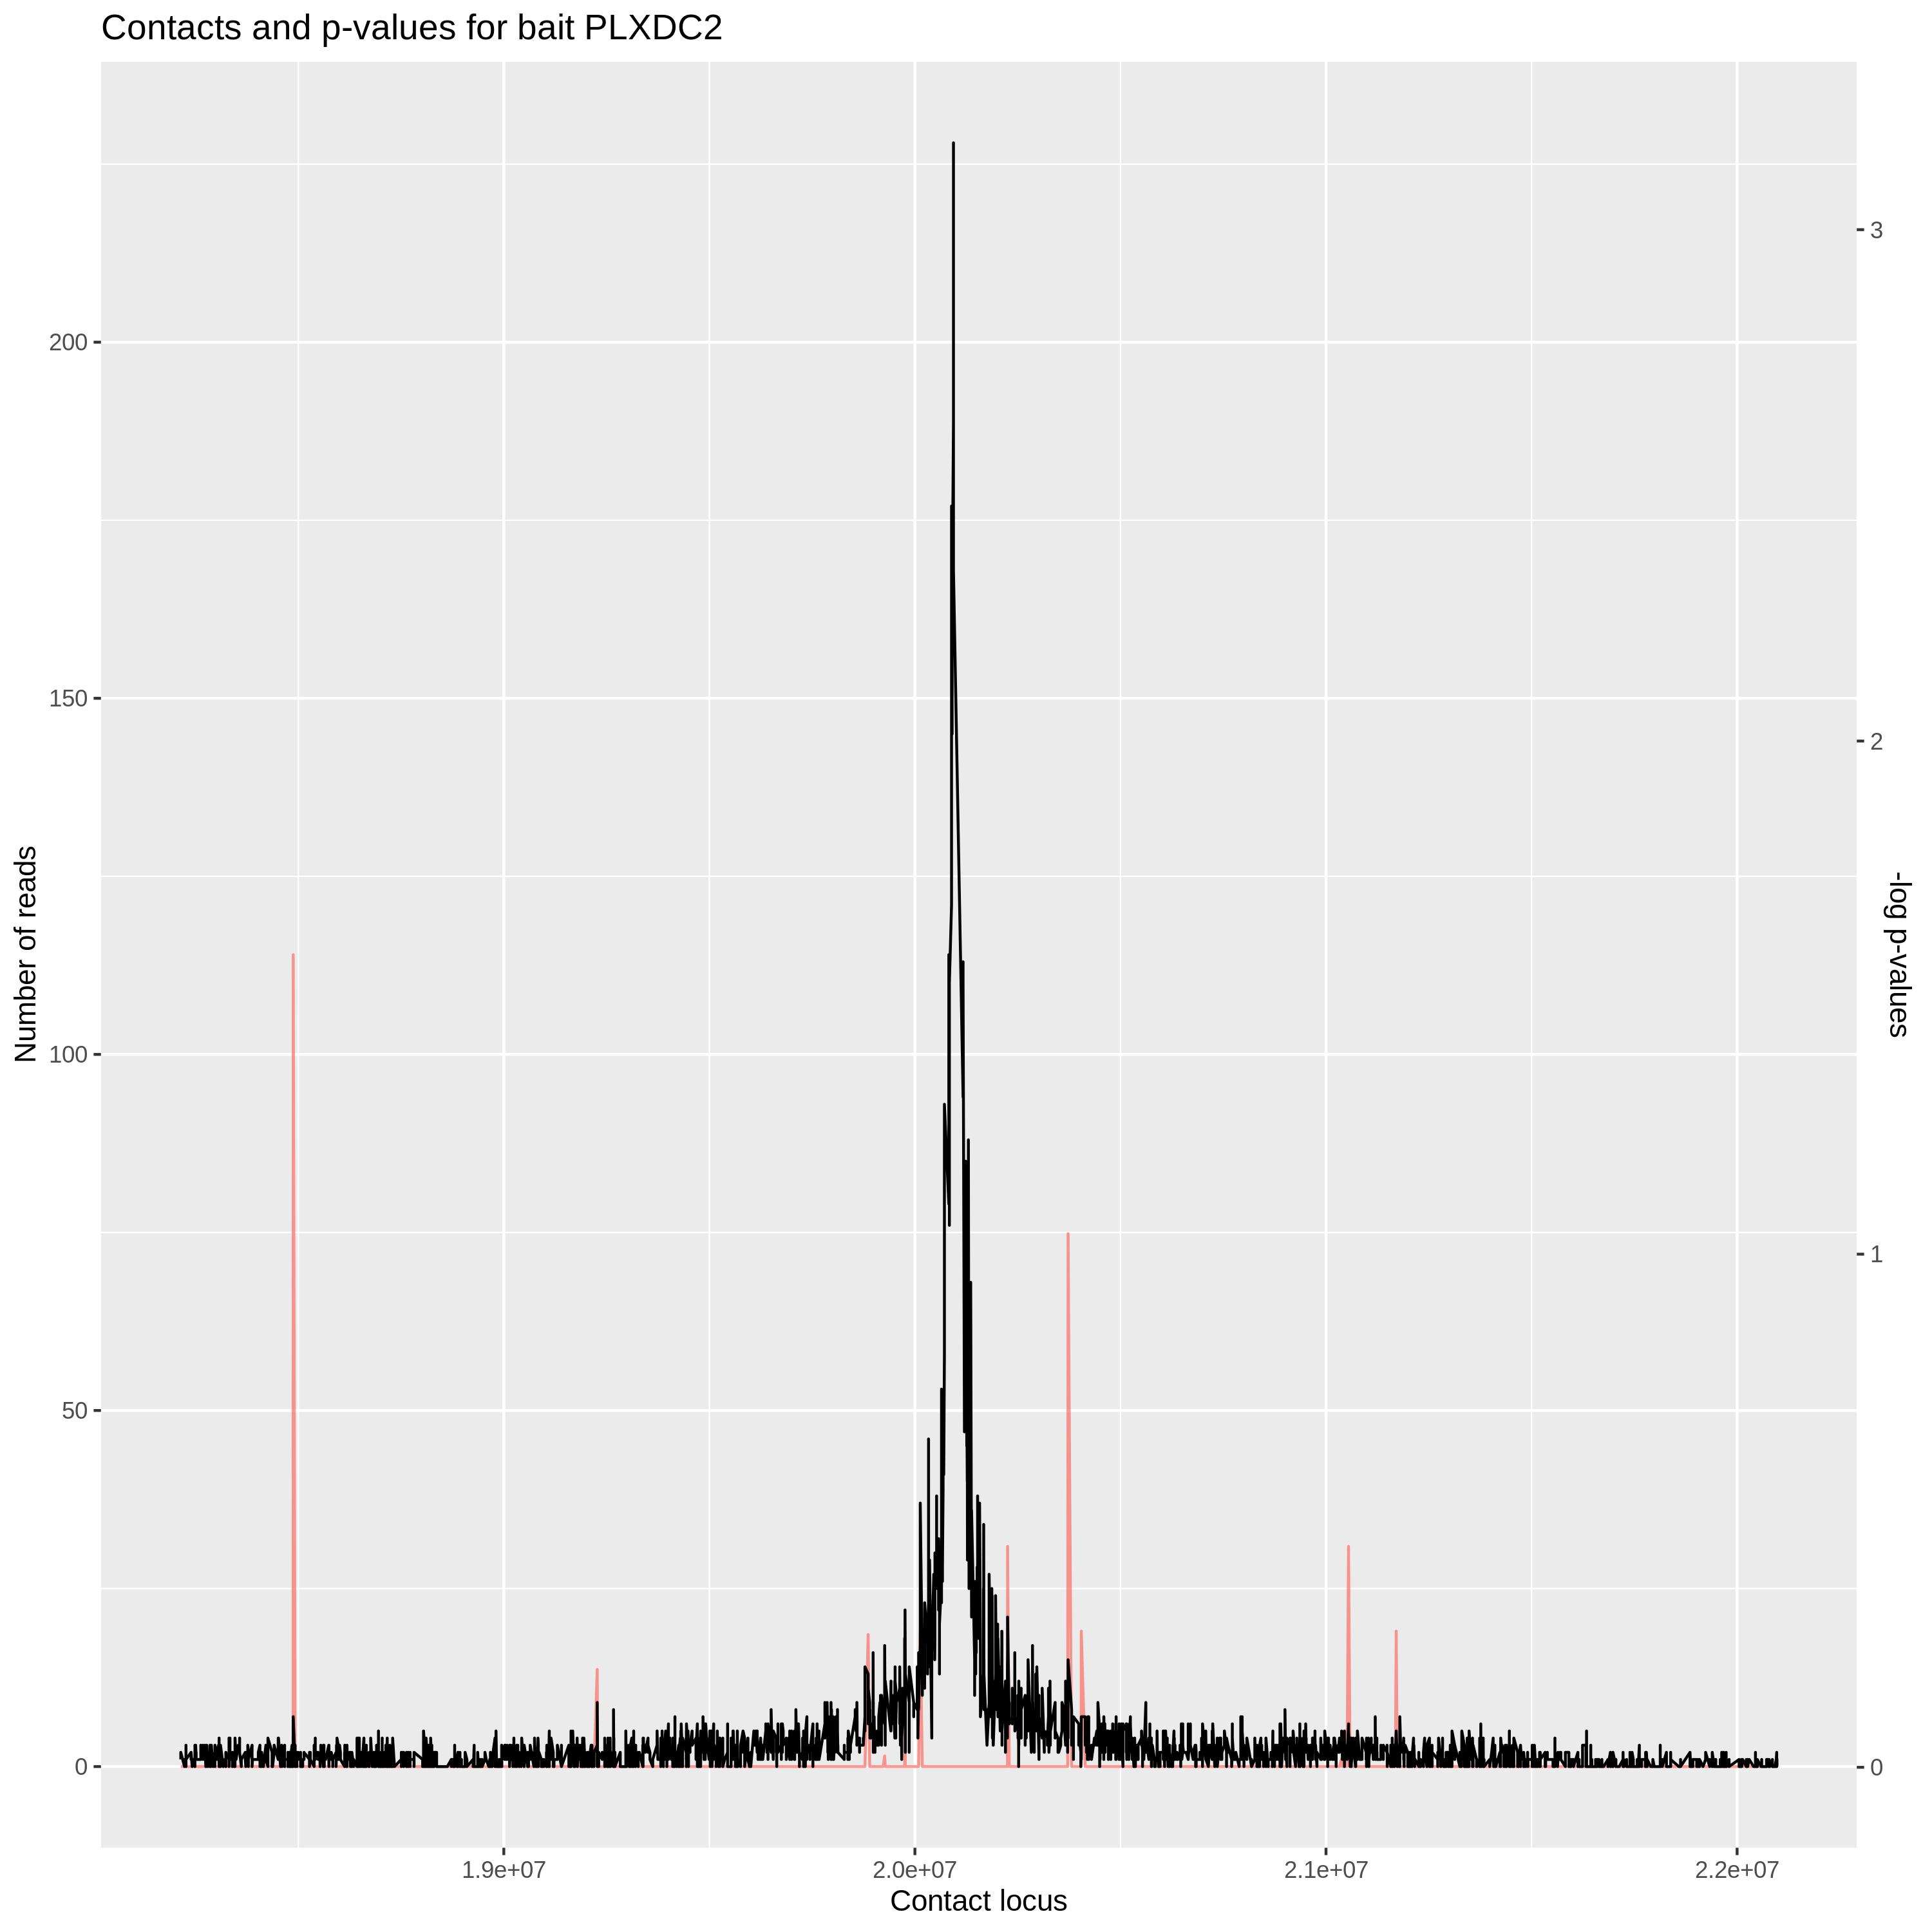 Contacts and p-values for bait PLXDC2
Number of reads
200
150
100
50
0
3
2
1
0
-log p-values
1.9e+07
2.0e+07
2.1e+07
2.2e+07
Contact locus